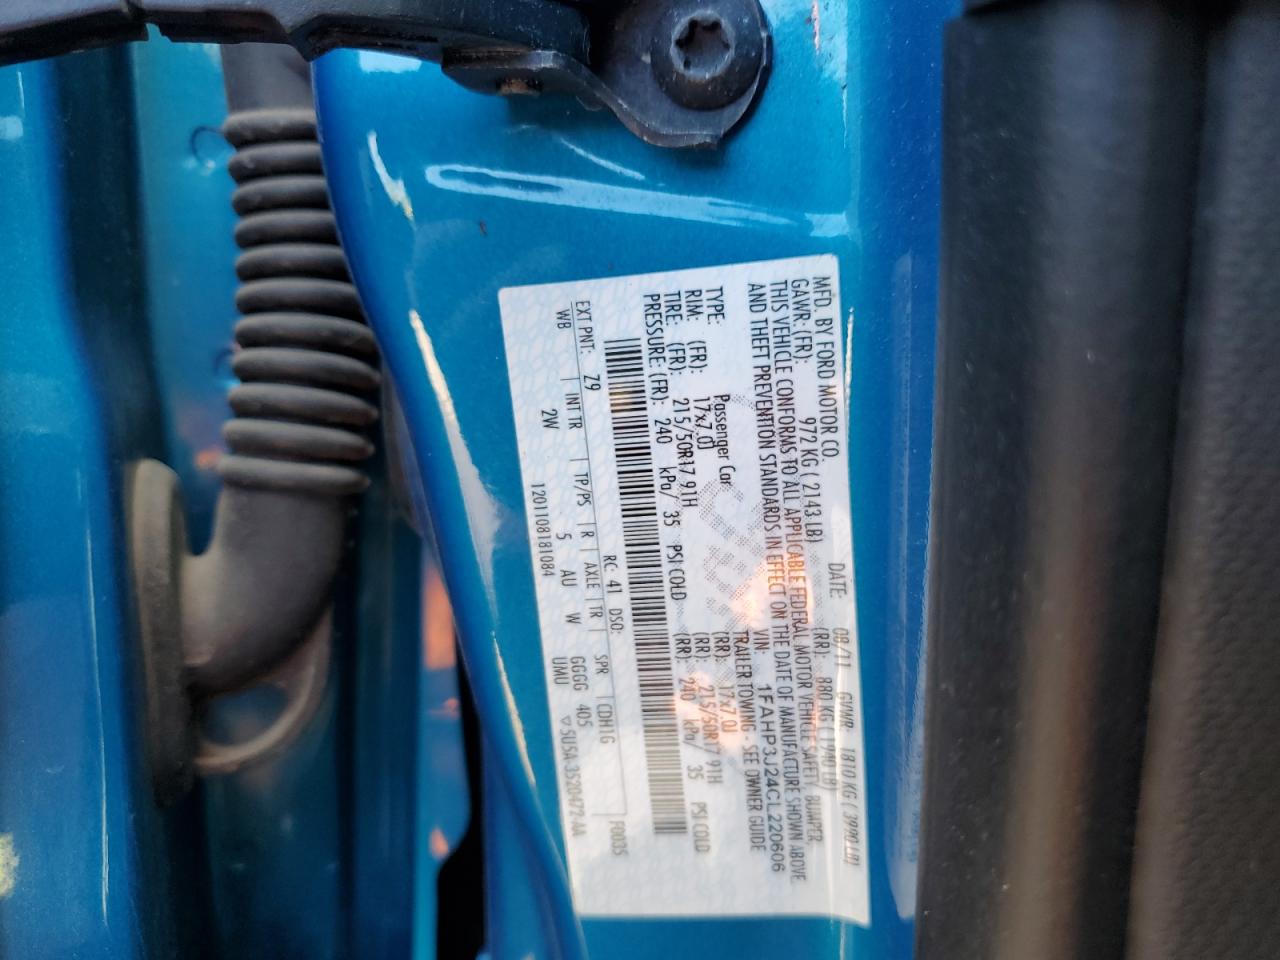 MFD. BY FORD MOTOR CO. DATE: 08/11 GVWR: 1810 KG ( 3990 LB)
GAWR: (FR): 972 KG ( 2143 LB) (RR): 880 KG ( 1940 LB)
THIS VEHICLE CONFORMS TO ALL APPLICABLE FEDERAL MOTOR VEHICLE SAFETY, BUMPER,
AND THEFT PREVENTION STANDARDS IN EFFECT ON THE DATE OF MANUFACTURE SHOWN ABOVE
VIN: 1FAHP3J24CL220606
TYPE: Passenger Car TRAILER TOWING - SEE OWNER GUIDE
RIM: (FR): 17x7.0J (RR): 17x7.0J
TIRE: (FR): 215/50R17 91H (RR): 215/50R17 91H
PRESSURE: (FR): 240 kPa/ 35 PSI COLD (RR): 240 kPa/ 35 PSI COLD
RC: 41 DSO: F0035
EXT PNT: Z9
WB | INT TR | TP/PS | R | AXLE | TR | SPR | CDH1G
2W 5 AU W GGGG 405
UMU
1201108181084 ▽5U5A-3520472-AA